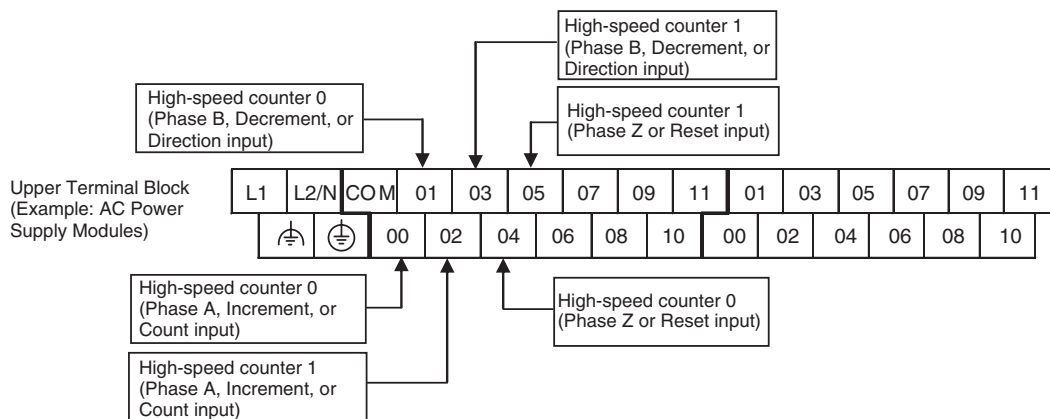 High-speed counter 1
(Phase B, Decrement, or
Direction input)
High-speed counter 0
(Phase B, Decrement, or
Direction input)
High-speed counter 1
(Phase Z or Reset input)
Upper Terminal Block
(Example: AC Power
Supply Modules)
L1 L2/N COM 01 03 05 07 09 11 01 03 05 07 09 11
00 02 04 06 08 10 00 02 04 06 08 10
High-speed counter 0
(Phase A, Increment, or
Count input)
High-speed counter 0
(Phase Z or Reset input)
High-speed counter 1
(Phase A, Increment, or
Count input)